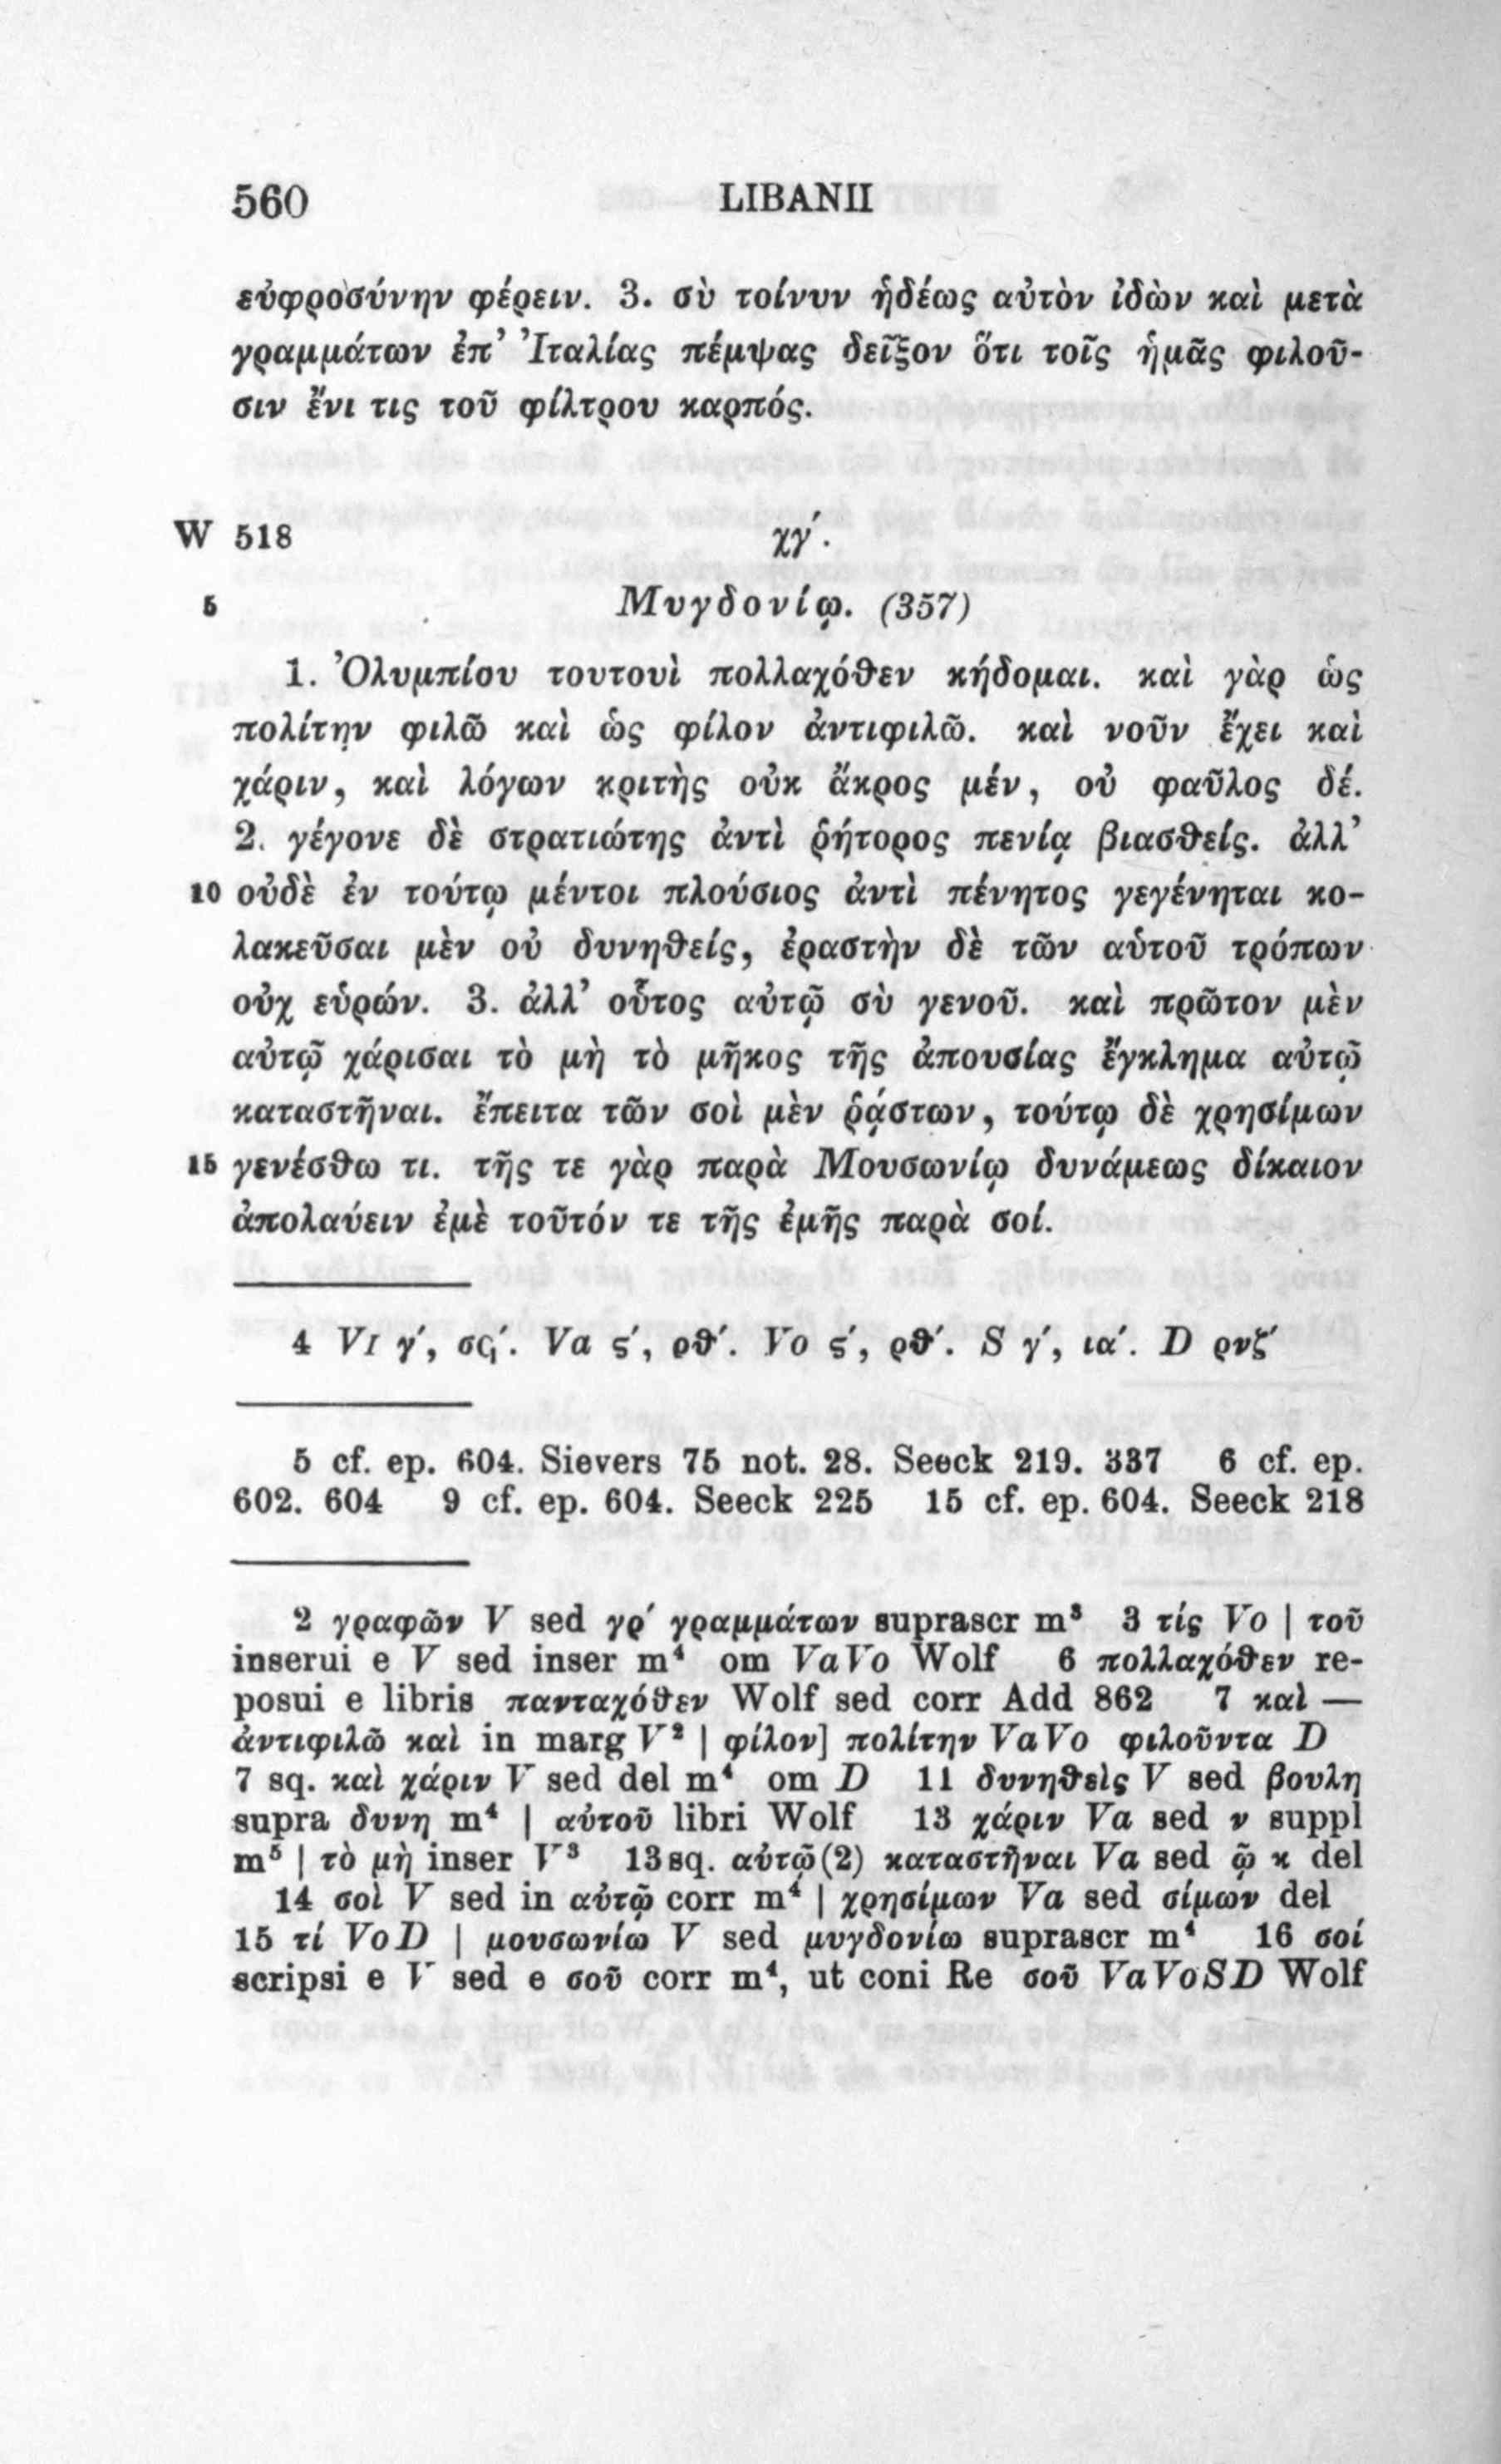 560 LIBANII
εὐφροσύνην φέρειν. 3. σὺ τοίνυν ἡδέως αὐτὸν ἰδὼν καὶ μετὰ
γραμμάτων ἐπ’ Ἰταλίας πέμψας δεῖξον ὅτι τοῖς ἡμᾶς φιλοῦ-
σιν ἔνι τις τοῦ φίλτρου καρπός.
W 518 χγ΄.
5 Μυγδονίῳ. (357)
1. Ὀλυμπίου τουτουὶ πολλαχόθεν κήδομαι. καὶ γὰρ ὡς
πολίτην φιλῶ καὶ ὡς φίλον ἀντιφιλῶ. καὶ νοῦν ἔχει καὶ
χάριν, καὶ λόγων κριτὴς οὐκ ἄκρος μέν, οὐ φαῦλος δέ.
2. γέγονε δὲ στρατιώτης ἀντὶ ῥήτορος πενίᾳ βιασθείς. ἀλλ’
10 οὐδὲ ἐν τούτῳ μέντοι πλούσιος ἀντὶ πένητος γεγένηται κο-
λακεῦσαι μὲν οὐ δυνηθείς, ἐραστὴν δὲ τῶν αὑτοῦ τρόπων
οὐχ εὑρών. 3. ἀλλ’ οὗτος αὐτῷ σὺ γενοῦ. καὶ πρῶτον μὲν
αὐτῷ χάρισαι τὸ μὴ τὸ μῆκος τῆς ἀπουσίας ἔγκλημα αὐτῷ
καταστῆναι. ἔπειτα τῶν σοὶ μὲν ῥᾴστων, τούτῳ δὲ χρησίμων
15 γενέσθω τι. τῆς τε γὰρ παρὰ Μουσωνίῳ δυνάμεως δίκαιον
ἀπολαύειν ἐμὲ τοῦτόν τε τῆς ἐμῆς παρὰ σοί.
4 VI γ΄, σϛ΄. Va ς΄, ρθ΄. Vo ς΄, ρθ΄. S γ΄, ια΄. D ρνζ΄
5 cf. ep. 604. Sievers 75 not. 28. Seeck 219. 337 6 cf. ep.
602. 604 9 cf. ep. 604. Seeck 225 15 cf. ep. 604. Seeck 218
2 γραφῶν V sed γρ΄ γραμμάτων suprascr m³ 3 τίς Vo | τοῦ
inserui e V sed inser m⁴ om Va Vo Wolf 6 πολλαχόθεν re-
posui e libris πανταχόθεν Wolf sed corr Add 862 7 καὶ —
ἀντιφιλῶ καὶ in marg V² | φίλον] πολίτην Va Vo φιλοῦντα D
7 sq. καὶ χάριν V sed del m⁴ om D 11 δυνηθεὶς V sed βουλη
supra δυνη m⁴ | αὐτοῦ libri Wolf 13 χάριν Va sed ν suppl
m⁵ | τὸ μὴ inser V³ 13 sq. αὐτῷ (2) καταστῆναι Va sed ῷ κ del
14 σοὶ V sed in αὐτῷ corr m⁴ | χρησίμων Va sed σίμων del
15 τί Vo D | μουσωνίω V sed μυγδονίω suprascr m⁴ 16 σοί
scripsi e V sed e σοῦ corr m⁴, ut coni Re σοῦ Va Vo S D Wolf